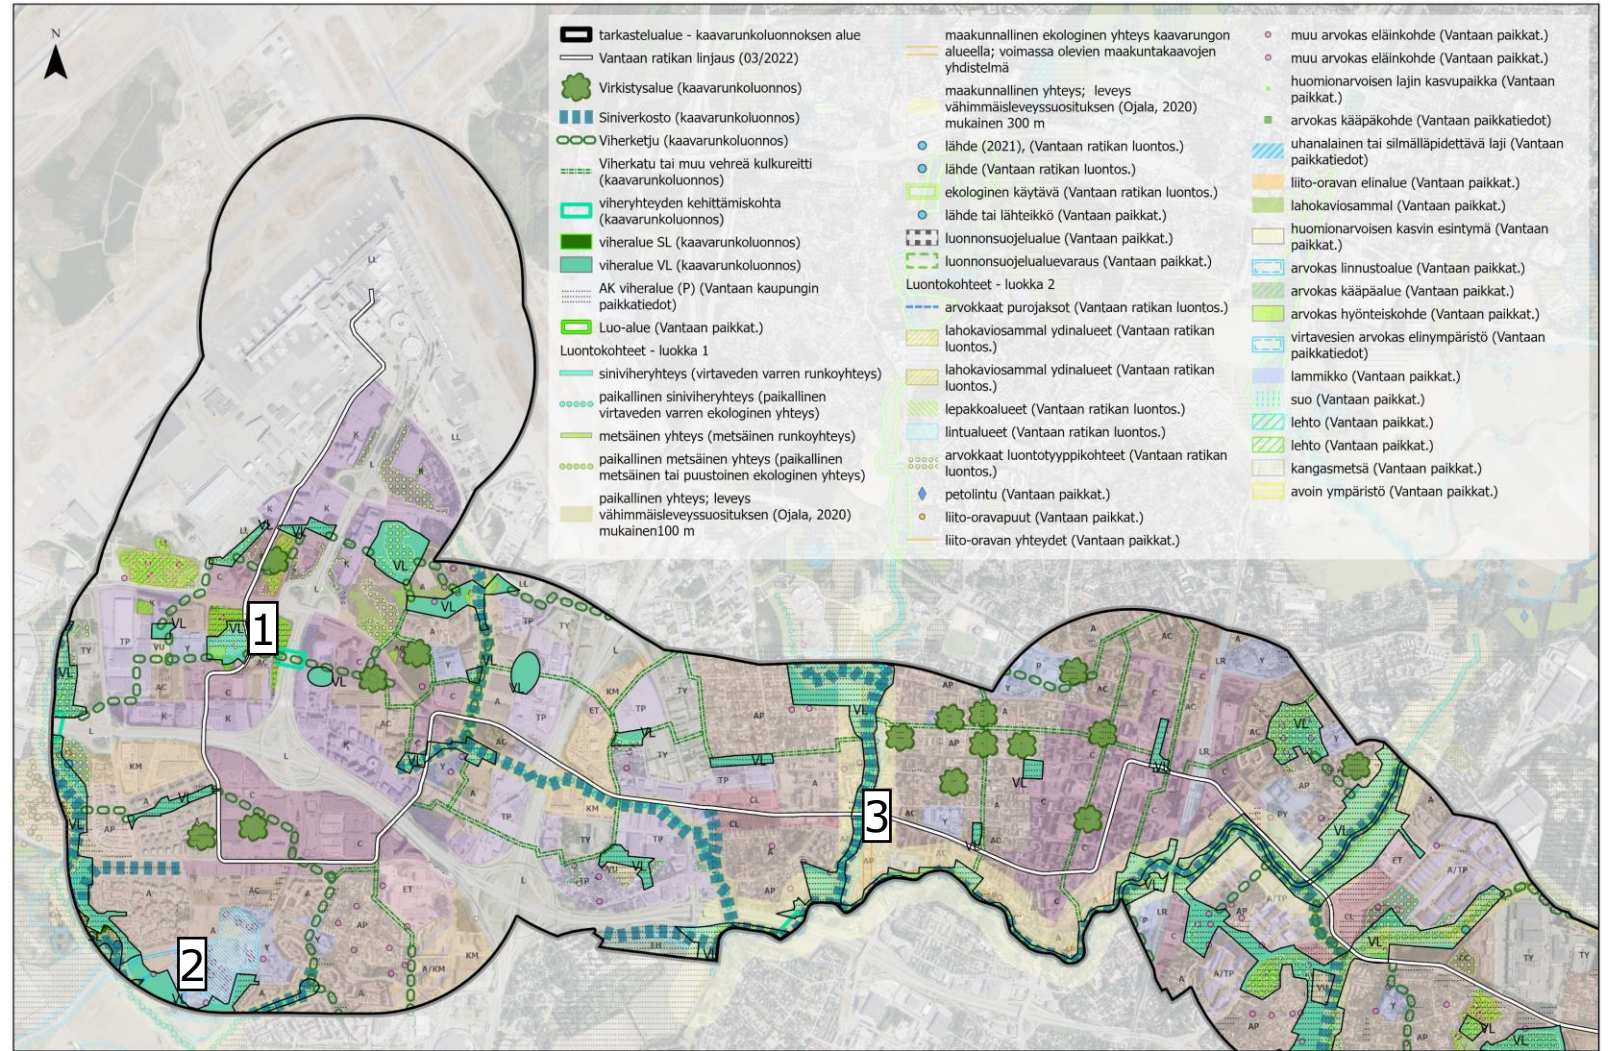 N
tarkastelualue - kaavarunkoluonnoksen alue
Vantaan ratikan linjaus (03/2022)
Virkistysalue (kaavarunkoluonnos)
Siniverkosto (kaavarunkoluonnos)
Viherketju (kaavarunkoluonnos)
Viherkatu tai muu vehreä kulkureitti
(kaavarunkoluonnos)
viheryhteyden kehittämiskohta
(kaavarunkoluonnos)
viheralue SL (kaavarunkoluonnos)
viheralue VL (kaavarunkoluonnos)
AK viheralue (P) (Vantaan kaupungin
paikkatiedot)
Luo-alue (Vantaan paikkat.)
Luontokohteet - luokka 1
siniviheryhteys (virtaveden varren runkoyhteys)
paikallinen siniviheryhteys (paikallinen
virtaveden varren ekologinen yhteys)
metsäinen yhteys (metsäinen runkoyhteys)
paikallinen metsäinen yhteys (paikallinen
metsäinen tai puustoinen ekologinen yhteys)
paikallinen yhteys; leveys
vähimmäisleveyssuosituksen (Ojala, 2020)
mukainen100 m
maakunnallinen ekologinen yhteys kaavarungon
alueella; voimassa olevien maakuntakaavojen
yhdistelmä
maakunnallinen yhteys; leveys
vähimmäisleveyssuosituksen (Ojala, 2020)
mukainen 300 m
lähde (2021), (Vantaan ratikan luontos.)
lähde (Vantaan ratikan luontos.)
ekologinen käytävä (Vantaan ratikan luontos.)
lähde tai lähteikkö (Vantaan paikkat.)
luonnonsuojelualue (Vantaan paikkat.)
luonnonsuojelualuevaraus (Vantaan paikkat.)
Luontokohteet - luokka 2
arvokkaat purojaksot (Vantaan ratikan luontos.)
lahokaviosammal ydinalueet (Vantaan ratikan
luontos.)
lahokaviosammal ydinalueet (Vantaan ratikan
luontos.)
lepakkoalueet (Vantaan ratikan luontos.)
lintualueet (Vantaan ratikan luontos.)
arvokkaat luontotyyppikohteet (Vantaan ratikan
luontos.)
petolintu (Vantaan paikkat.)
liito-oravapuut (Vantaan paikkat.)
liito-oravan yhteydet (Vantaan paikkat.)
muu arvokas eläinkohde (Vantaan paikkat.)
muu arvokas eläinkohde (Vantaan paikkat.)
huomionarvoisen lajin kasvupaikka (Vantaan
paikkat.)
arvokas kääpäkohde (Vantaan paikkatiedot)
uhanalainen tai silmälläpidettävä laji (Vantaan
paikkatiedot)
liito-oravan elinalue (Vantaan paikkat.)
lahokaviosammal (Vantaan paikkat.)
huomionarvoisen kasvin esintymä (Vantaan
paikkat.)
arvokas linnustoalue (Vantaan paikkat.)
arvokas kääpäalue (Vantaan paikkat.)
arvokas hyönteiskohde (Vantaan paikkat.)
virtavesien arvokas elinympäristö (Vantaan
paikkatiedot)
lammikko (Vantaan paikkat.)
suo (Vantaan paikkat.)
lehto (Vantaan paikkat.)
lehto (Vantaan paikkat.)
kangasmetsä (Vantaan paikkat.)
avoin ympäristö (Vantaan paikkat.)
1
2
3